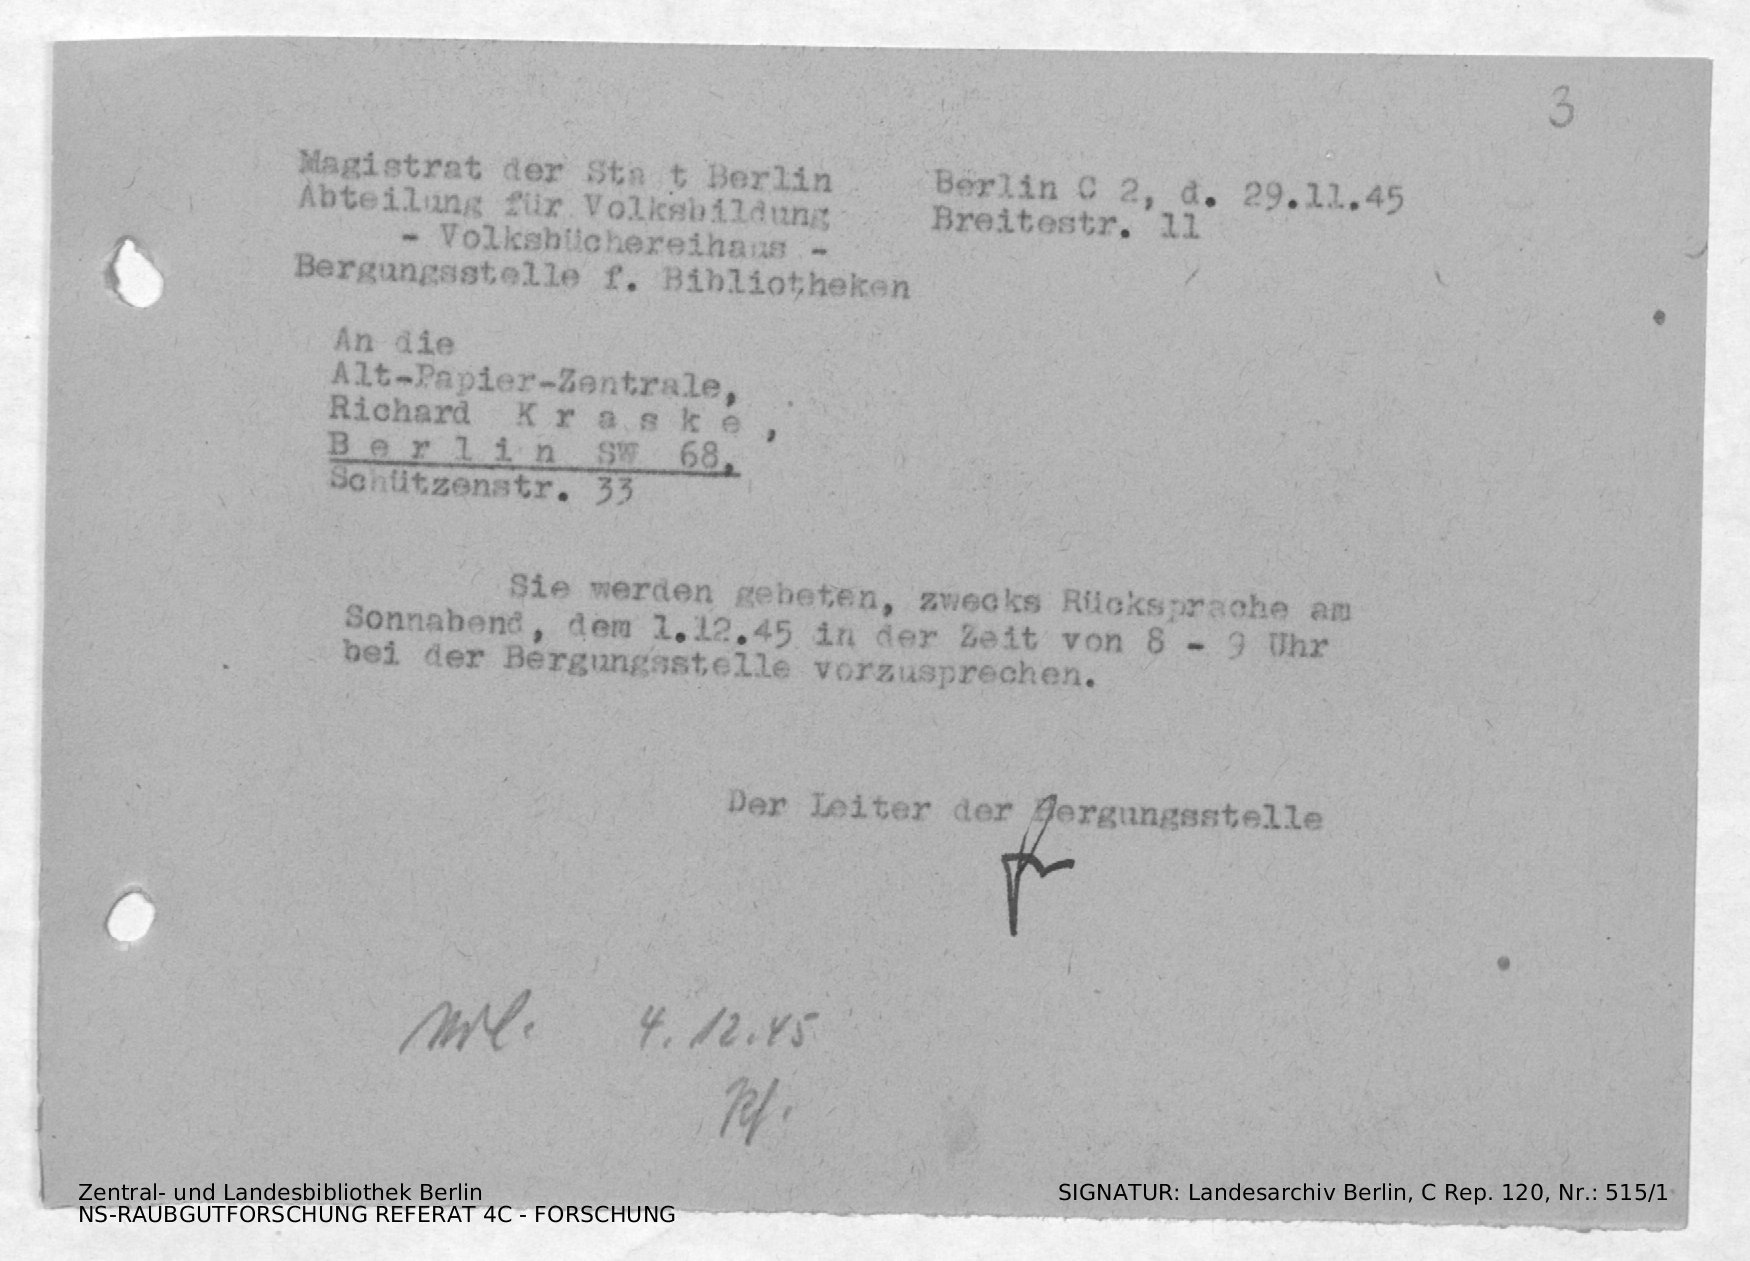 3
Magistrat der Sta t Berlin
Abteilung für Volksbildung
- Volksbüchereihaus -
Bergungsstelle f. Bibliotheken
Berlin C 2, d. 29.11.45
Breitestr. 11
An die
Alt-Papier-Zentrale,
Richard K r a s k e ,
B e r l i n SW 68,
Schützenstr. 33
Sie werden gebeten, zwecks Rücksprache am
Sonnabend, dem 1.12.45 in der Zeit von 8 - 9 Uhr
bei der Bergungsstelle vorzusprechen.
Der Leiter der Bergungsstelle
4.12.45
Zentral- und Landesbibliothek Berlin
NS-RAUBGUTFORSCHUNG REFERAT 4C - FORSCHUNG
SIGNATUR: Landesarchiv Berlin, C Rep. 120, Nr.: 515/1